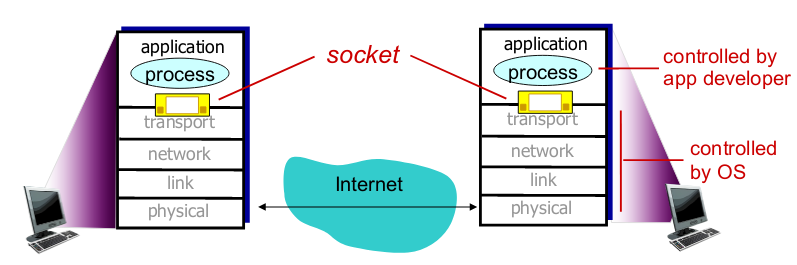 application
process
transport
network
link
physical
socket
Internet
application
process
transport
network
link
physical
controlled by
app developer
controlled
by OS